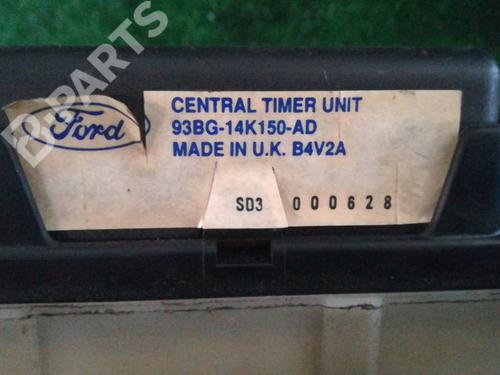 B-PARTS
Ford
CENTRAL TIMER UNIT
93BG-14K150-AD
MADE IN U.K. B4V2A
SD3 000628